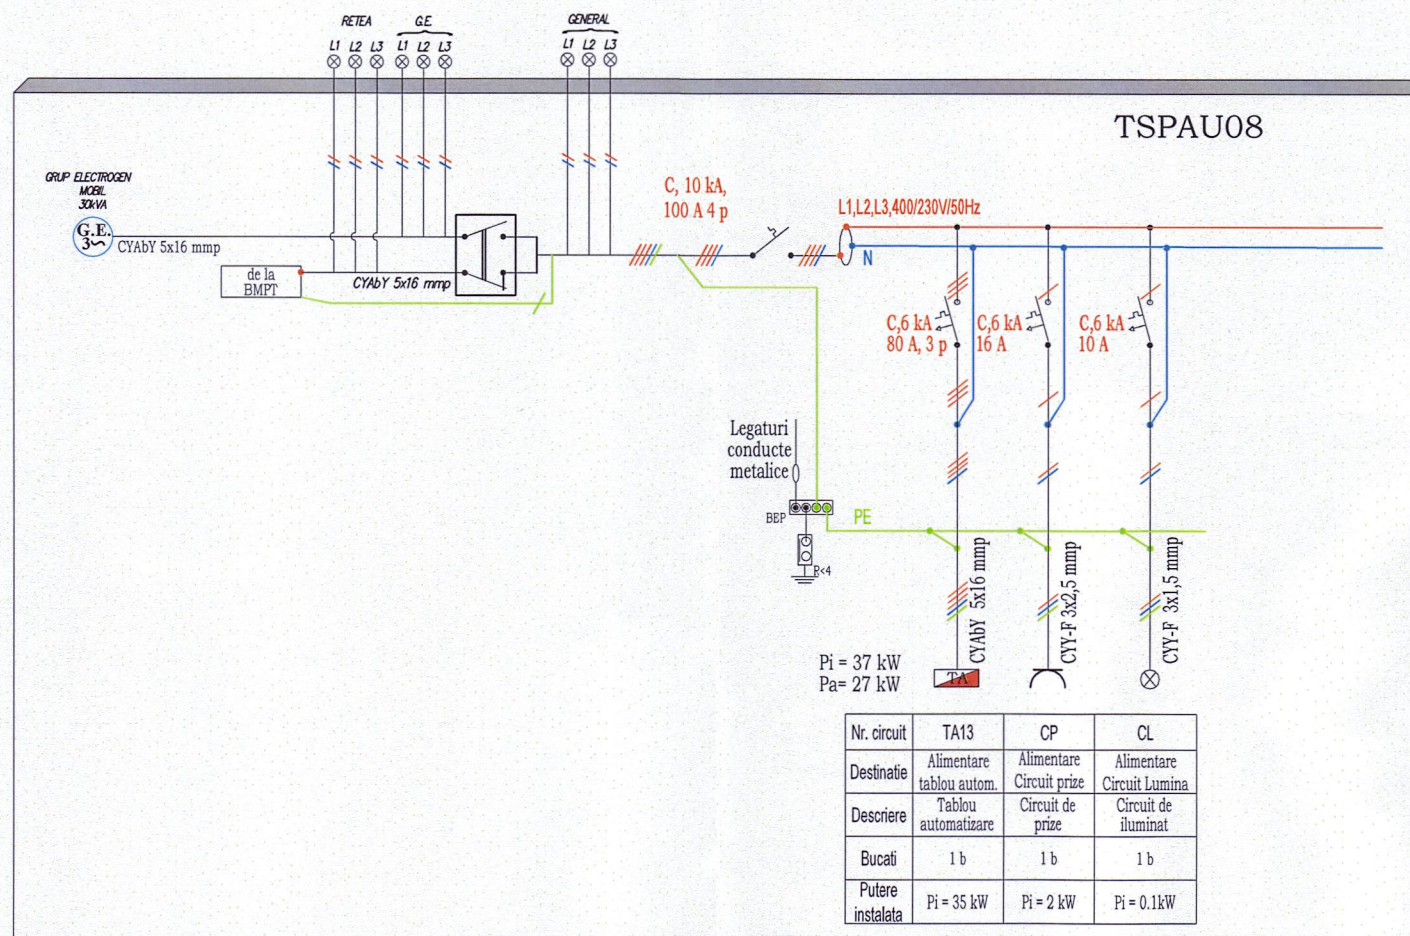 RETEA
G.E.
GENERAL
L1 L2 L3 L1 L2 L3
L1 L2 L3
TSPAU08
GRUP ELECTROGEN
MOBIL
30kVA
G.E.
3~
CYAbY 5x16 mmp
de la
BMPT
CYAbY 5x16 mmp
C, 10 kA,
100 A 4 p
L1,L2,L3,400/230V/50Hz
N
C,6 kA
80 A, 3 p
C,6 kA
16 A
C,6 kA
10 A
Legaturi
conducte
metalice
BEP
PE
R<4
CYAbY 5x16 mmp
CYY-F 3x2,5 mmp
CYY-F 3x1,5 mmp
Pi = 37 kW
Pa= 27 kW
TA
Nr. circuit TA13 CP CL
Destinatie Alimentare tablou autom. Alimentare Circuit prize Alimentare Circuit Lumina
Descriere Tablou automatizare Circuit de prize Circuit de iluminat
Bucati 1 b 1 b 1 b
Putere instalata Pi = 35 kW Pi = 2 kW Pi = 0.1kW